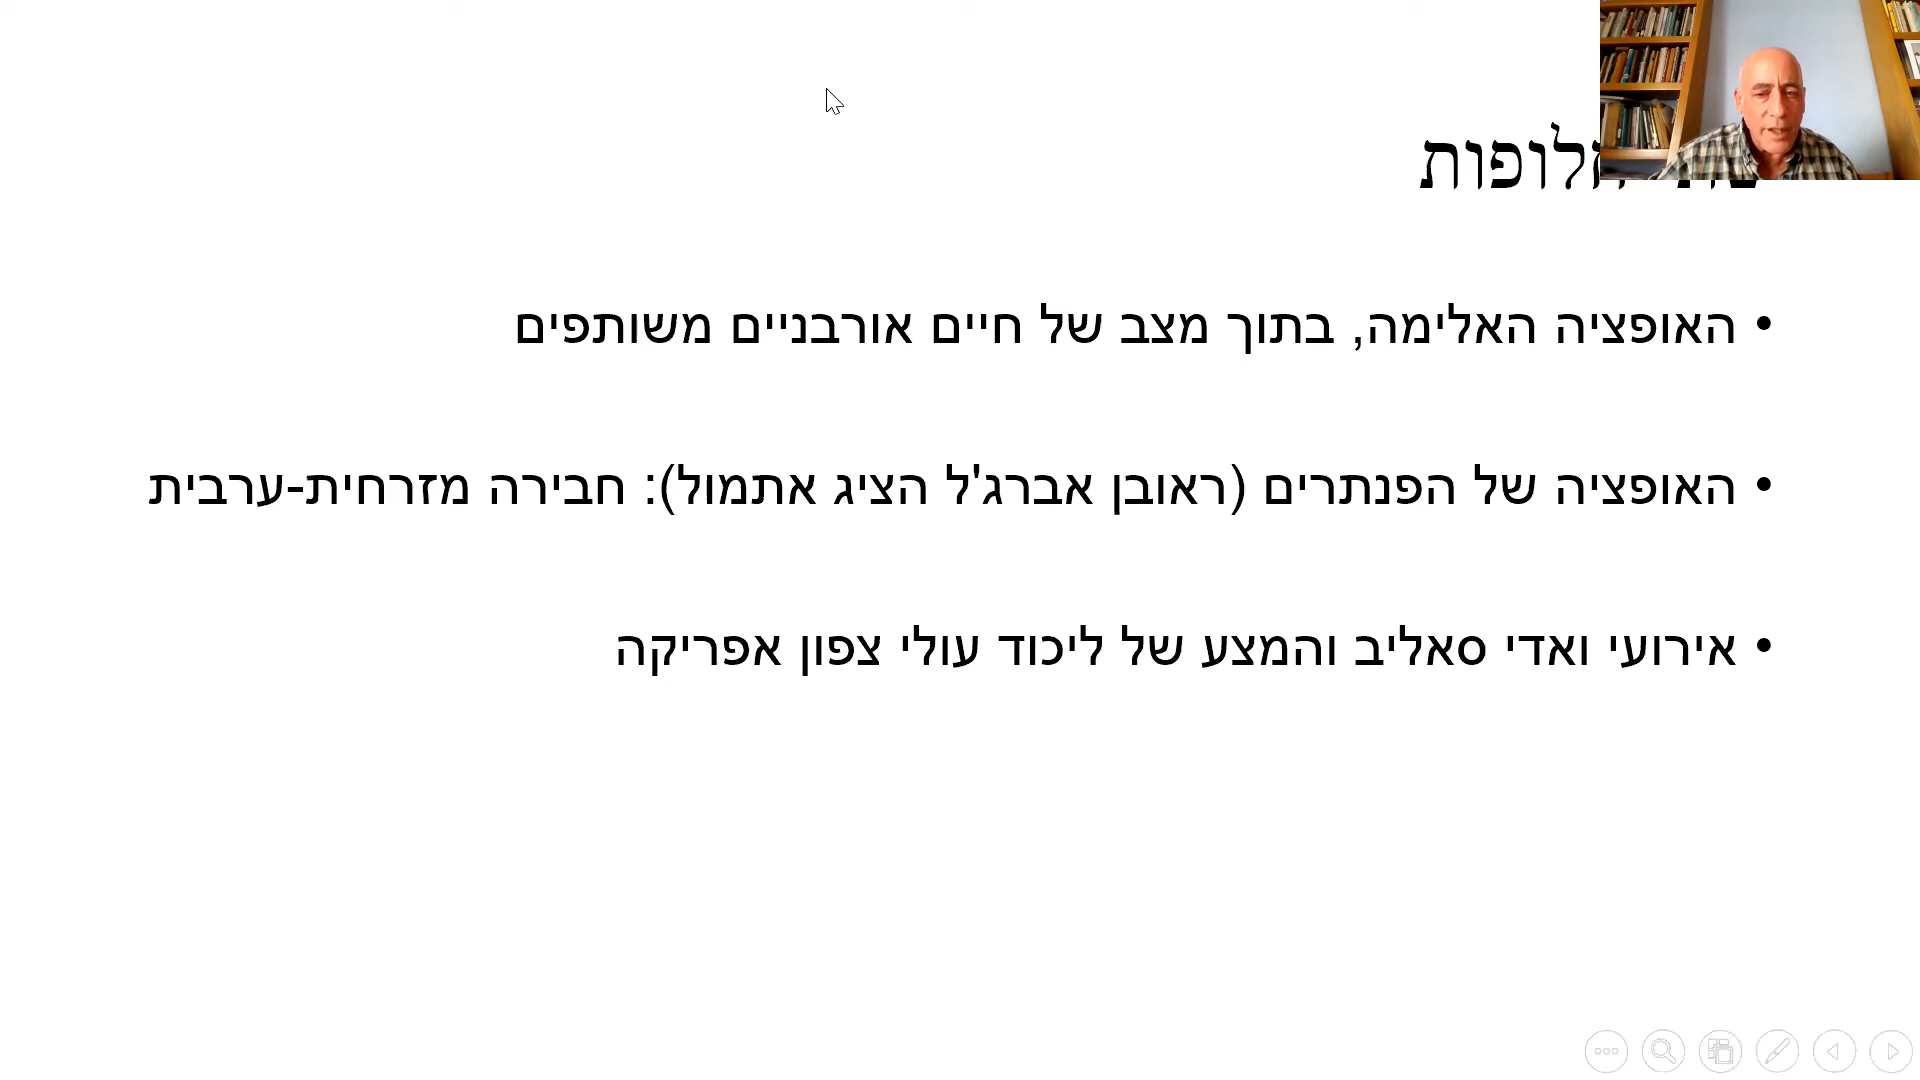 • האופציה האלימה, בתוך מצב של חיים אורבניים משותפים
• האופציה של הפנתרים (ראובן אברג'ל הציג אתמול): חבירה מזרחית-ערבית
• אירועי ואדי סאליב והמצע של ליכוד עולי צפון אפריקה